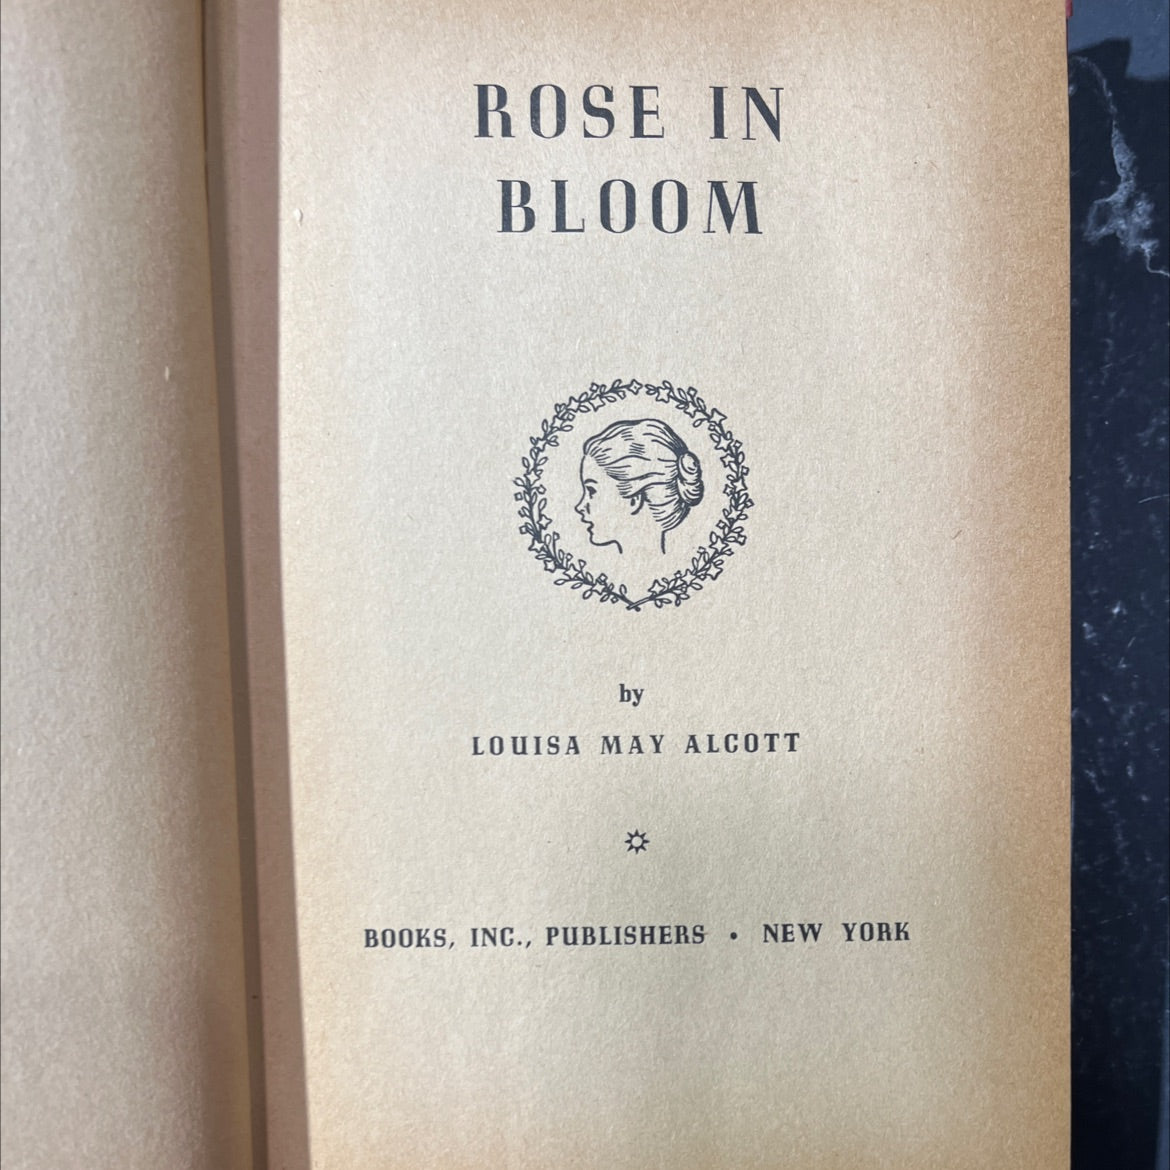 ROSE IN
BLOOM
by
LOUISA MAY ALCOTT
BOOKS, INC., PUBLISHERS • NEW YORK